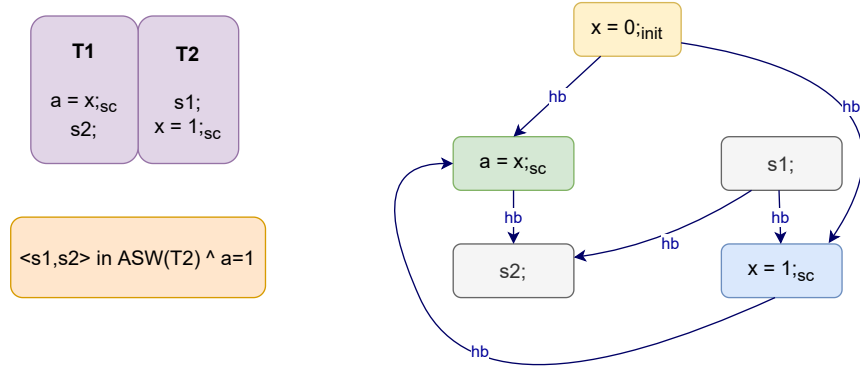 T1
a = x;sc
s2;
T2
s1;
x = 1;sc
<s1,s2> in ASW(T2) ^ a=1
x = 0;init
hb
hb
a = x;sc
s1;
hb
hb
hb
s2;
x = 1;sc
hb